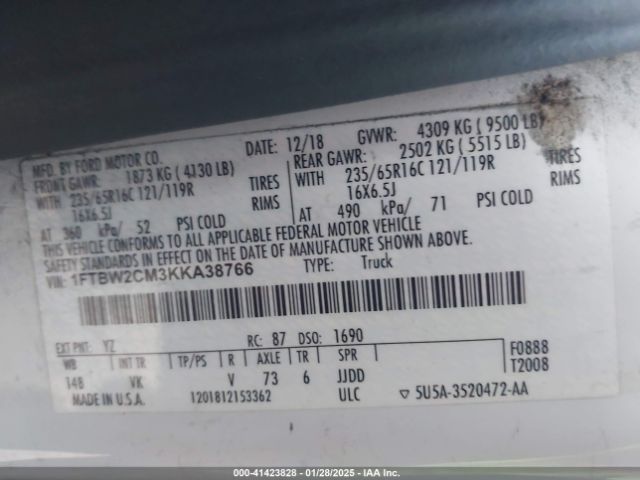 MFD. BY FORD MOTOR CO.
DATE: 12/18 GVWR: 4309 KG ( 9500 LB)
FRONT GAWR: 1873 KG ( 4130 LB)
REAR GAWR: 2502 KG ( 5515 LB)
WITH 235/65R16C 121/119R TIRES
WITH 235/65R16C 121/119R TIRES
16X6.5J RIMS
16X6.5J RIMS
AT 360 kPa/ 52 PSI COLD
AT 490 kPa/ 71 PSI COLD
THIS VEHICLE CONFORMS TO ALL APPLICABLE FEDERAL MOTOR VEHICLE
SAFETY STANDARDS IN EFFECT ON THE DATE OF MANUFACTURE SHOWN ABOVE.
VIN: 1FTBW2CM3KKA38766 TYPE: Truck
EXT PNT: YZ RC: 87 DSO: 1690
WB INT TR TP/PS R AXLE TR SPR
F0888
148 VK V 73 6 JJDD
T2008
MADE IN U.S.A. 1201812153362 ULC ▽ 5U5A-3520472-AA
000-41423828 - 01/28/2025 - IAA Inc.